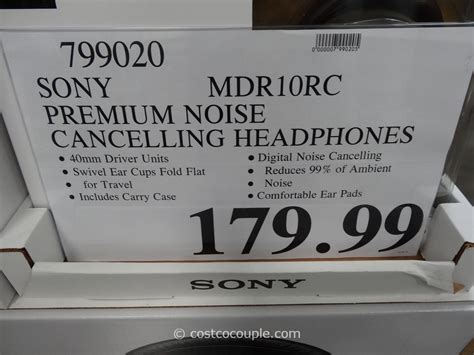 799020
0000007990203
SONY MDR10RC
PREMIUM NOISE
CANCELLING HEADPHONES
• 40mm Driver Units
• Swivel Ear Cups Fold Flat
• for Travel
• Includes Carry Case
• Digital Noise Cancelling
• Reduces 99% of Ambient
• Noise
• Comfortable Ear Pads
179.99
SONY
© costcocouple.com